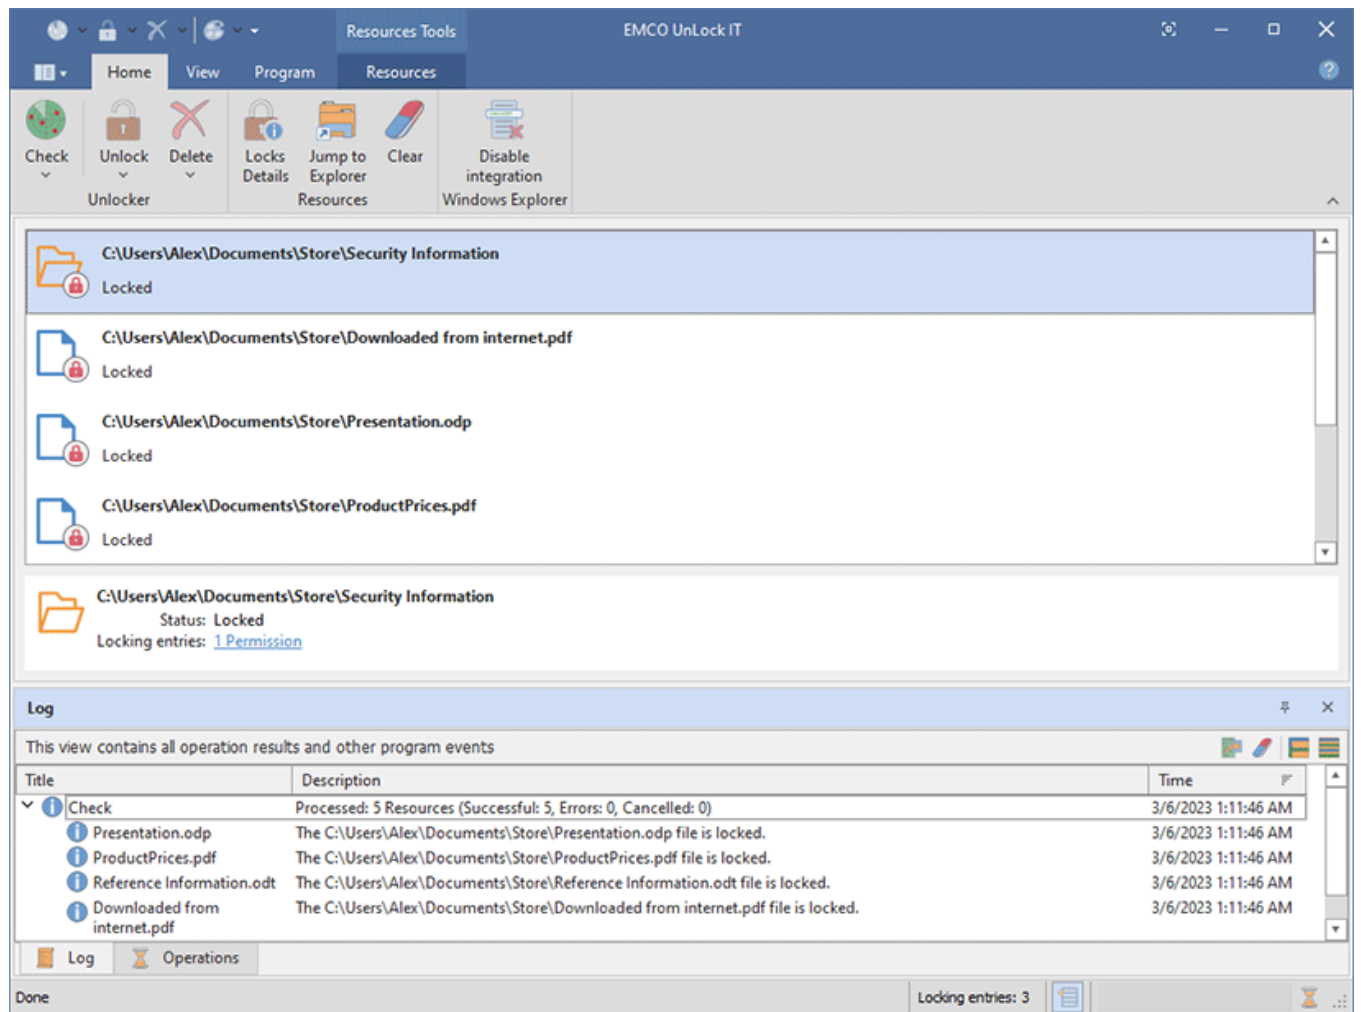 Resources Tools
EMCO UnLock IT
Home
View
Program
Resources
Check
Unlock
Delete
Locks
Details
Jump to
Explorer
Clear
Disable
integration
Unlocker
Resources
Windows Explorer
C:\Users\Alex\Documents\Store\Security Information
Locked
C:\Users\Alex\Documents\Store\Downloaded from internet.pdf
Locked
C:\Users\Alex\Documents\Store\Presentation.odp
Locked
C:\Users\Alex\Documents\Store\ProductPrices.pdf
Locked
C:\Users\Alex\Documents\Store\Security Information
Status: Locked
Locking entries: 1 Permission
Log
This view contains all operation results and other program events
Title Description Time
Check Processed: 5 Resources (Successful: 5, Errors: 0, Cancelled: 0) 3/6/2023 1:11:46 AM
Presentation.odp The C:\Users\Alex\Documents\Store\Presentation.odp file is locked. 3/6/2023 1:11:46 AM
ProductPrices.pdf The C:\Users\Alex\Documents\Store\ProductPrices.pdf file is locked. 3/6/2023 1:11:46 AM
Reference Information.odt The C:\Users\Alex\Documents\Store\Reference Information.odt file is locked. 3/6/2023 1:11:46 AM
Downloaded from The C:\Users\Alex\Documents\Store\Downloaded from internet.pdf file is locked. 3/6/2023 1:11:46 AM
internet.pdf
Log
Operations
Done
Locking entries: 3